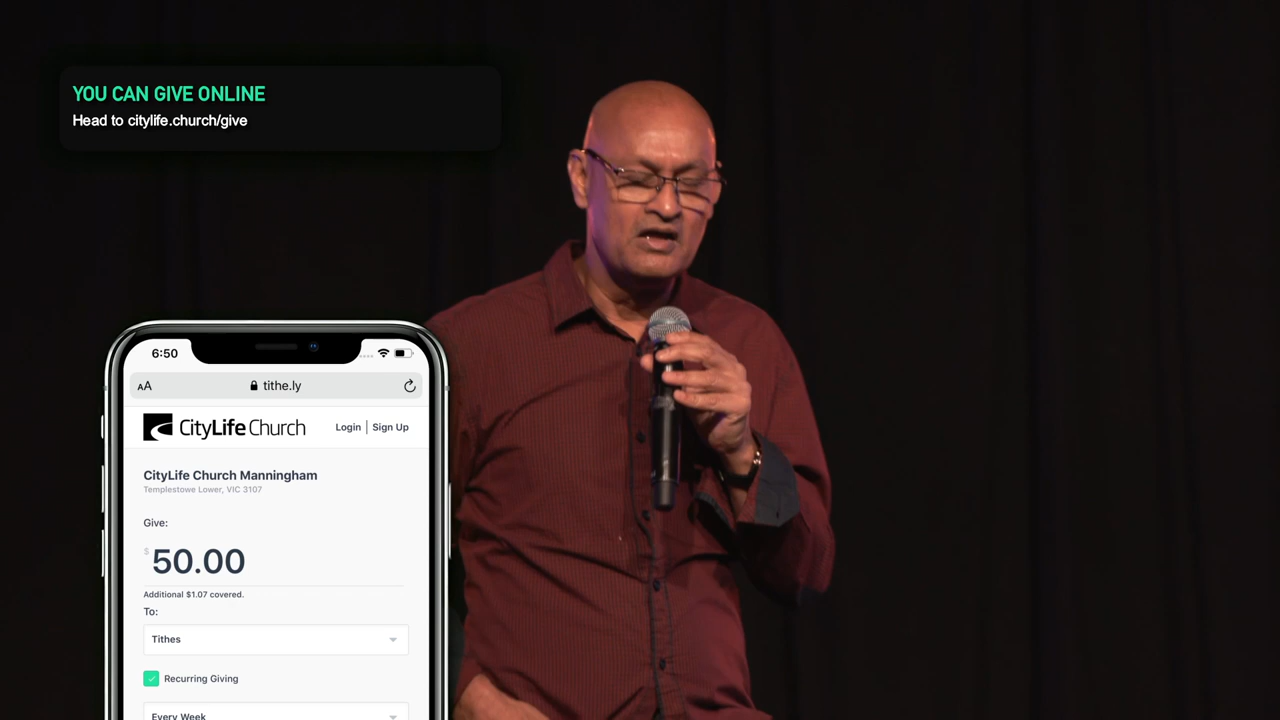 YOU CAN GIVE ONLINE
Head to citylife.church/give
6:50
AA tithe.ly
CityLife Church Login | Sign Up
CityLife Church Manningham
Templestowe Lower, VIC 3107
Give:
$ 50.00
Additional $1.07 covered.
To:
Tithes
Recurring Giving
Every Week